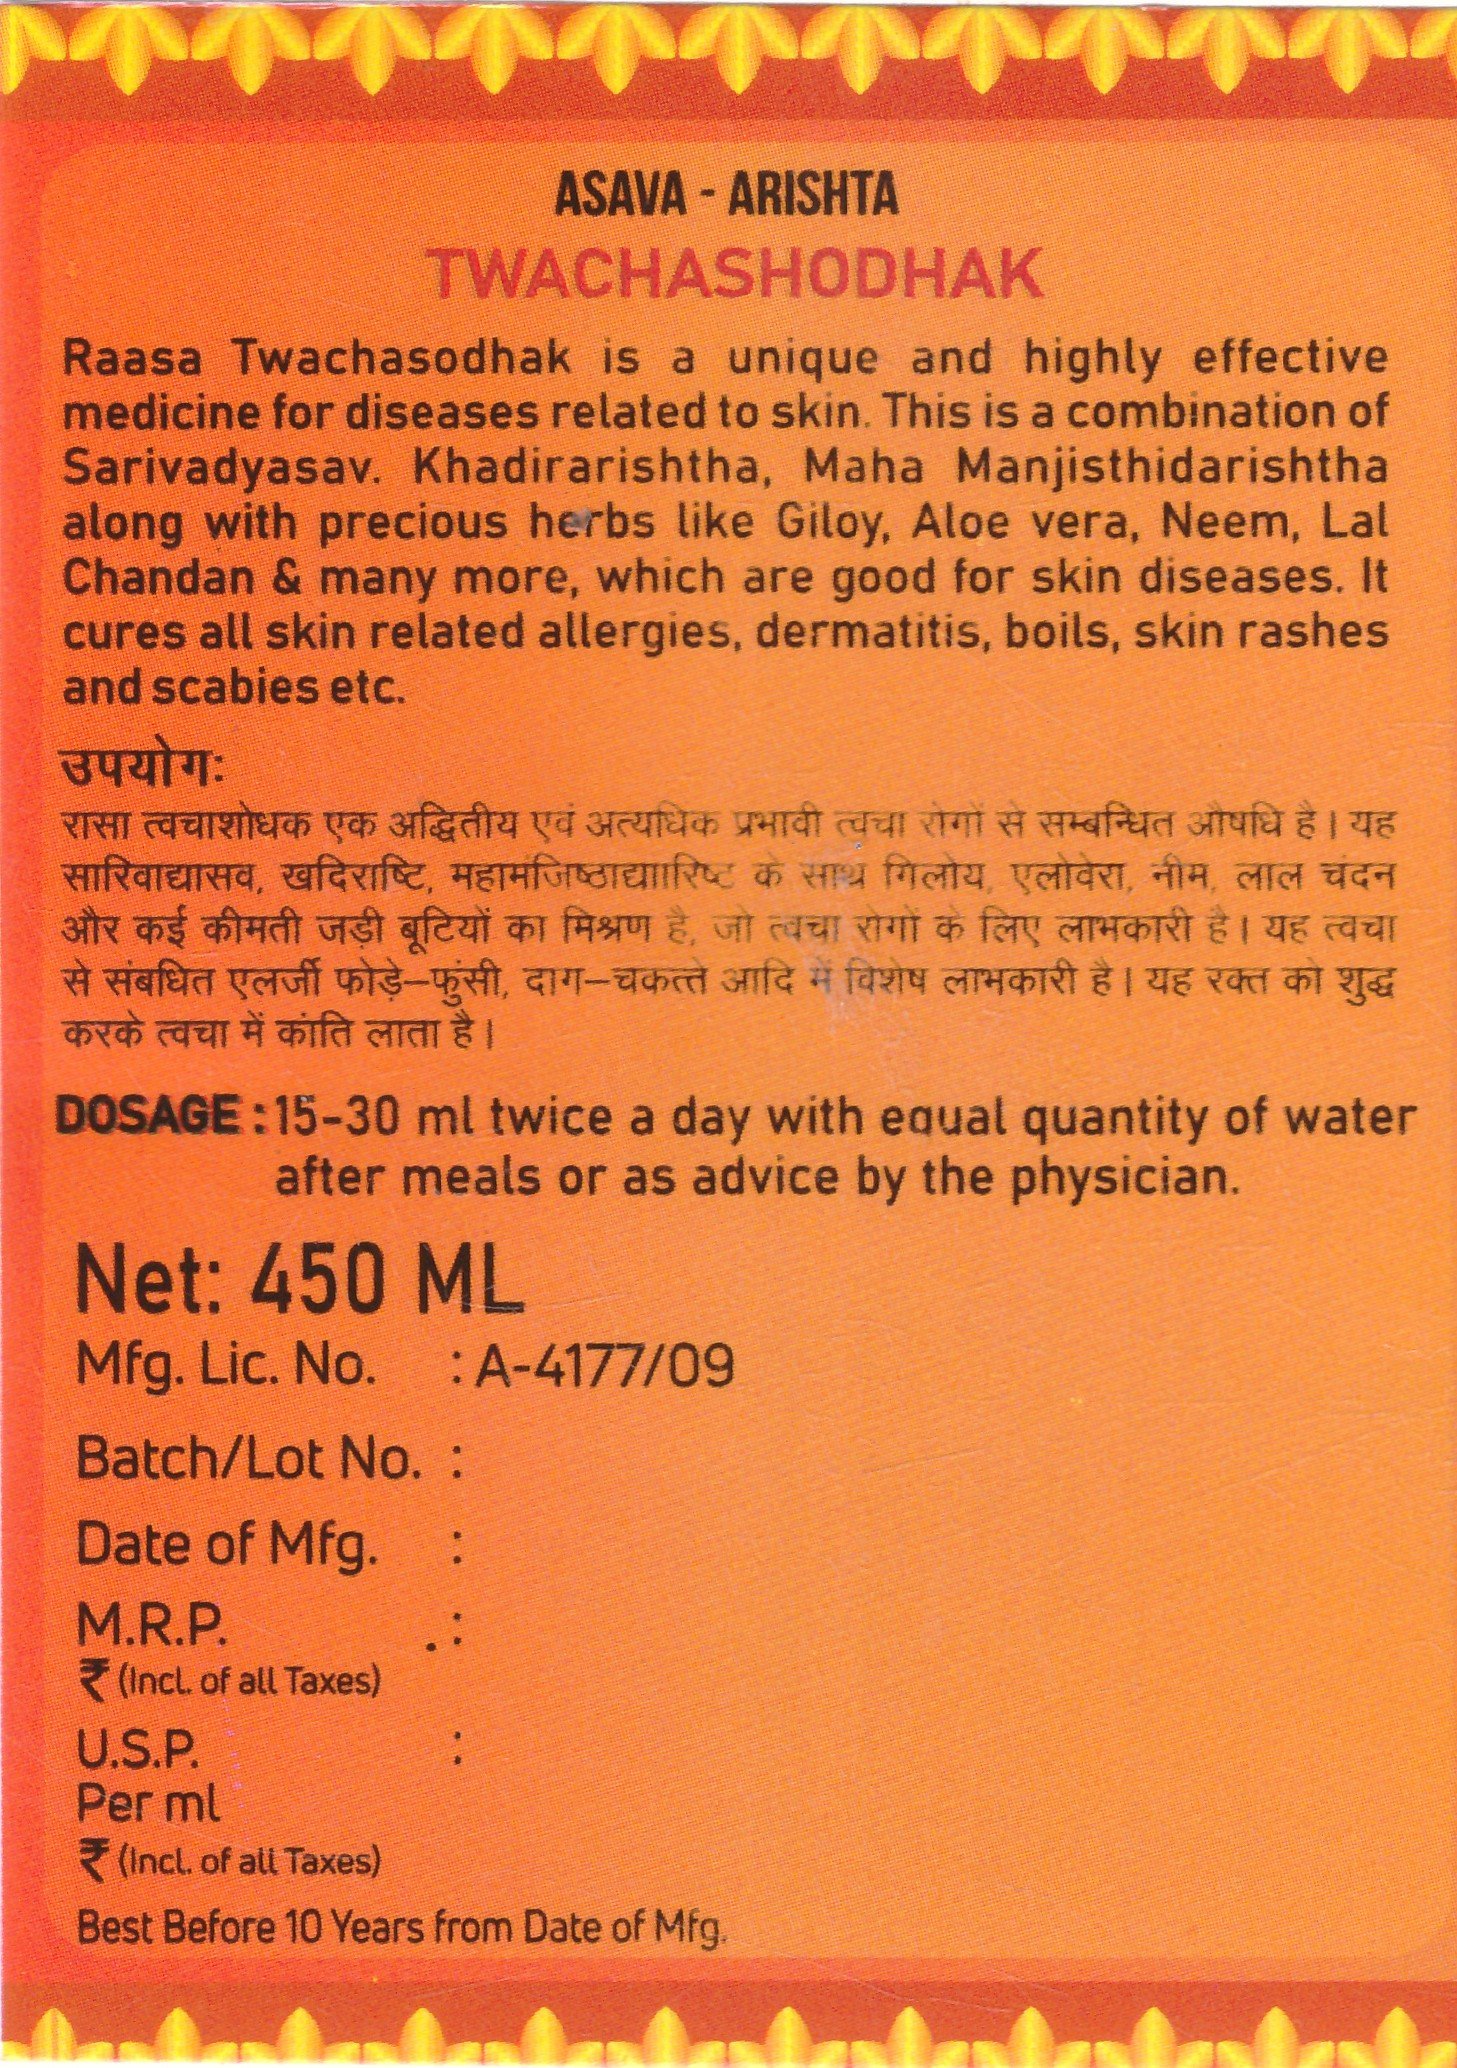 ASAVA - ARISHTA
TWACHASHODHAK
Raasa Twachasodhak is a unique and highly effective
medicine for diseases related to skin. This is a combination of
Sarivadyasav. Khadirarishtha, Maha Manjisthidarishtha
along with precious herbs like Giloy, Aloe vera, Neem, Lal
Chandan & many more, which are good for skin diseases. It
cures all skin related allergies, dermatitis, boils, skin rashes
and scabies etc.
उपयोग:
रासा त्वचाशोधक एक अद्वितीय एवं अत्यधिक प्रभावी त्वचा रोगों से सम्बन्धित औषधि है। यह
सारिवाद्यासव, खदिराष्टि, महामंजिष्ठाद्याारिष्ट के साथ गिलोय, एलोवेरा, नीम, लाल चंदन
और कई कीमती जड़ी बूटियों का मिश्रण है, जो त्वचा रोगों के लिए लाभकारी है। यह त्वचा
से संबधित एलर्जी फोड़े–फुंसी, दाग–चकत्ते आदि में विशेष लाभकारी है। यह रक्त को शुद्ध
करके त्वचा में कांति लाता है।
DOSAGE : 15-30 ml twice a day with equal quantity of water
after meals or as advice by the physician.
Net: 450 ML
Mfg. Lic. No. : A-4177/09
Batch/Lot No. :
Date of Mfg. :
M.R.P. . :
₹ (Incl. of all Taxes)
U.S.P. :
Per ml
₹ (Incl. of all Taxes)
Best Before 10 Years from Date of Mfg.